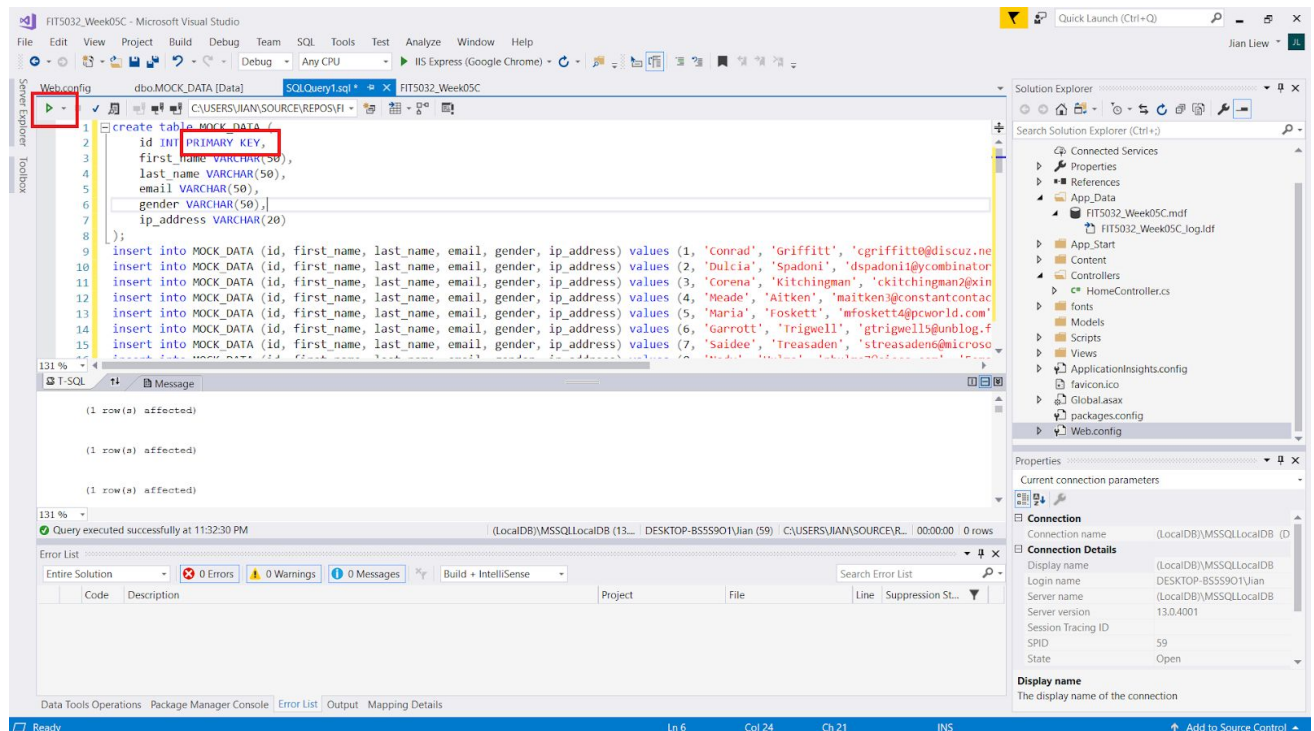 FIT5032_Week05C - Microsoft Visual Studio
Quick Launch (Ctrl+Q)
File Edit View Project Build Debug Team SQL Tools Test Analyze Window Help
Jian Liew JL
Debug Any CPU IIS Express (Google Chrome)
Server Explorer
Toolbox
Web.config dbo.MOCK_DATA [Data] SQLQuery1.sql * FIT5032_Week05C
C:\USERS\JIAN\SOURCE\REPOS\FI
1 create table MOCK_DATA (
2 id INT PRIMARY KEY,
3 first_name VARCHAR(50),
4 last_name VARCHAR(50),
5 email VARCHAR(50),
6 gender VARCHAR(50),
7 ip_address VARCHAR(20)
8 );
9 insert into MOCK_DATA (id, first_name, last_name, email, gender, ip_address) values (1, 'Conrad', 'Griffitt', 'cgriffitt0@discuz.ne
10 insert into MOCK_DATA (id, first_name, last_name, email, gender, ip_address) values (2, 'Dulcia', 'Spadoni', 'dspadoni1@ycombinator
11 insert into MOCK_DATA (id, first_name, last_name, email, gender, ip_address) values (3, 'Corena', 'Kitchingman', 'ckitchingman2@xin
12 insert into MOCK_DATA (id, first_name, last_name, email, gender, ip_address) values (4, 'Meade', 'Aitken', 'maitken3@constantcontac
13 insert into MOCK_DATA (id, first_name, last_name, email, gender, ip_address) values (5, 'Maria', 'Foskett', 'mfoskett4@pcworld.com'
14 insert into MOCK_DATA (id, first_name, last_name, email, gender, ip_address) values (6, 'Garrott', 'Trigwell', 'gtrigwell5@unblog.f
15 insert into MOCK_DATA (id, first_name, last_name, email, gender, ip_address) values (7, 'Saidee', 'Treasaden', 'streasaden6@microso
131 %
T-SQL Message
(1 row(s) affected)
(1 row(s) affected)
(1 row(s) affected)
131 %
Query executed successfully at 11:32:30 PM (LocalDB)\MSSQLLocalDB (13.... DESKTOP-BS5S9O1\Jian (59) C:\USERS\JIAN\SOURCE\R... 00:00:00 0 rows
Error List
Entire Solution 0 Errors 0 Warnings 0 Messages Build + IntelliSense Search Error List
Code Description Project File Line Suppression St...
Data Tools Operations Package Manager Console Error List Output Mapping Details
Solution Explorer
Search Solution Explorer (Ctrl+;)
Connected Services
Properties
References
App_Data
FIT5032_Week05C.mdf
FIT5032_Week05C_log.ldf
App_Start
Content
Controllers
C# HomeController.cs
fonts
Models
Scripts
Views
ApplicationInsights.config
favicon.ico
Global.asax
packages.config
Web.config
Properties
Current connection parameters
Connection
Connection name (LocalDB)\MSSQLLocalDB (D
Connection Details
Display name (LocalDB)\MSSQLLocalDB
Login name DESKTOP-BS5S9O1\Jian
Server name (LocalDB)\MSSQLLocalDB
Server version 13.0.4001
Session Tracing ID
SPID 59
State Open
Display name
The display name of the connection
Ready Ln 6 Col 24 Ch 21 INS Add to Source Control